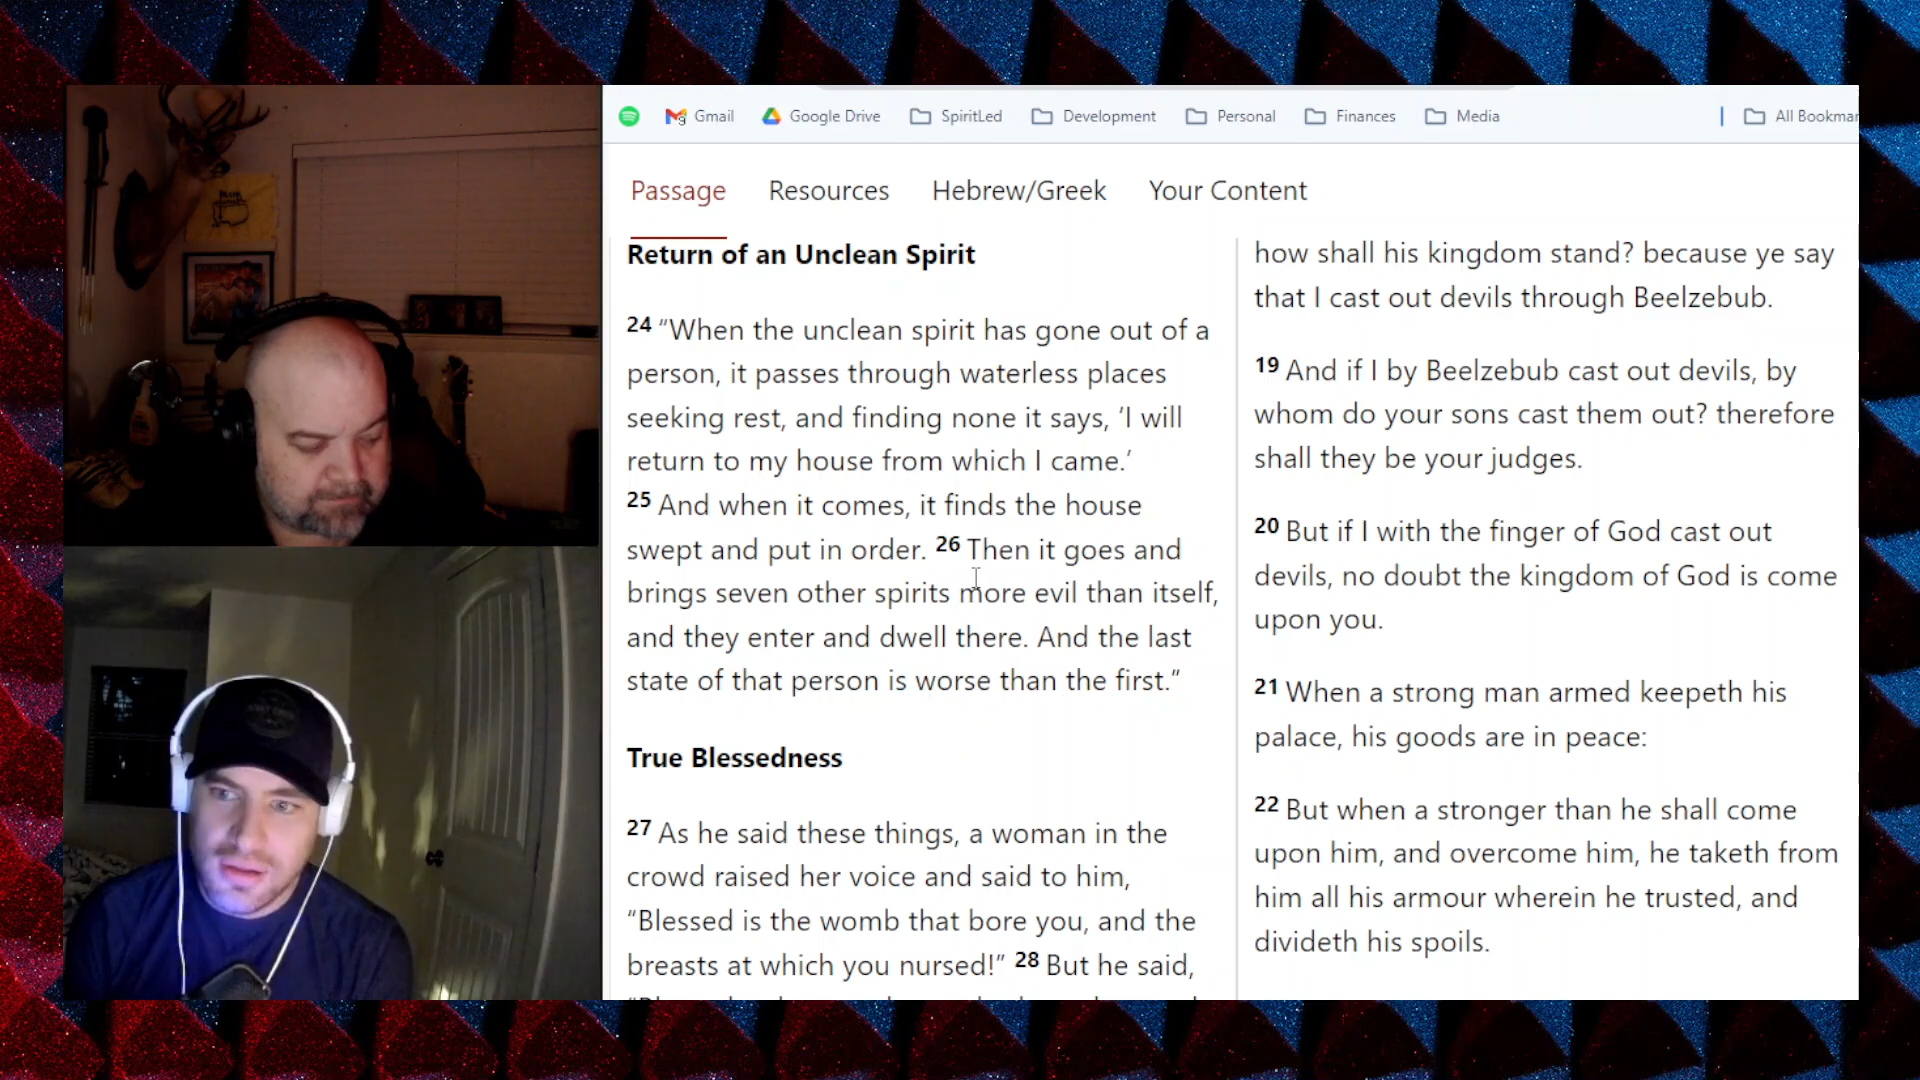 Gmail
Google Drive
SpiritLed
Development
Personal
Finances
Media
All Bookmar
Passage
Resources
Hebrew/Greek
Your Content
Return of an Unclean Spirit
24 “When the unclean spirit has gone out of a
person, it passes through waterless places
seeking rest, and finding none it says, ‘I will
return to my house from which I came.’
25 And when it comes, it finds the house
swept and put in order. 26 Then it goes and
brings seven other spirits more evil than itself,
and they enter and dwell there. And the last
state of that person is worse than the first.”
True Blessedness
27 As he said these things, a woman in the
crowd raised her voice and said to him,
“Blessed is the womb that bore you, and the
breasts at which you nursed!” 28 But he said,
how shall his kingdom stand? because ye say
that I cast out devils through Beelzebub.
19 And if I by Beelzebub cast out devils, by
whom do your sons cast them out? therefore
shall they be your judges.
20 But if I with the finger of God cast out
devils, no doubt the kingdom of God is come
upon you.
21 When a strong man armed keepeth his
palace, his goods are in peace:
22 But when a stronger than he shall come
upon him, and overcome him, he taketh from
him all his armour wherein he trusted, and
divideth his spoils.